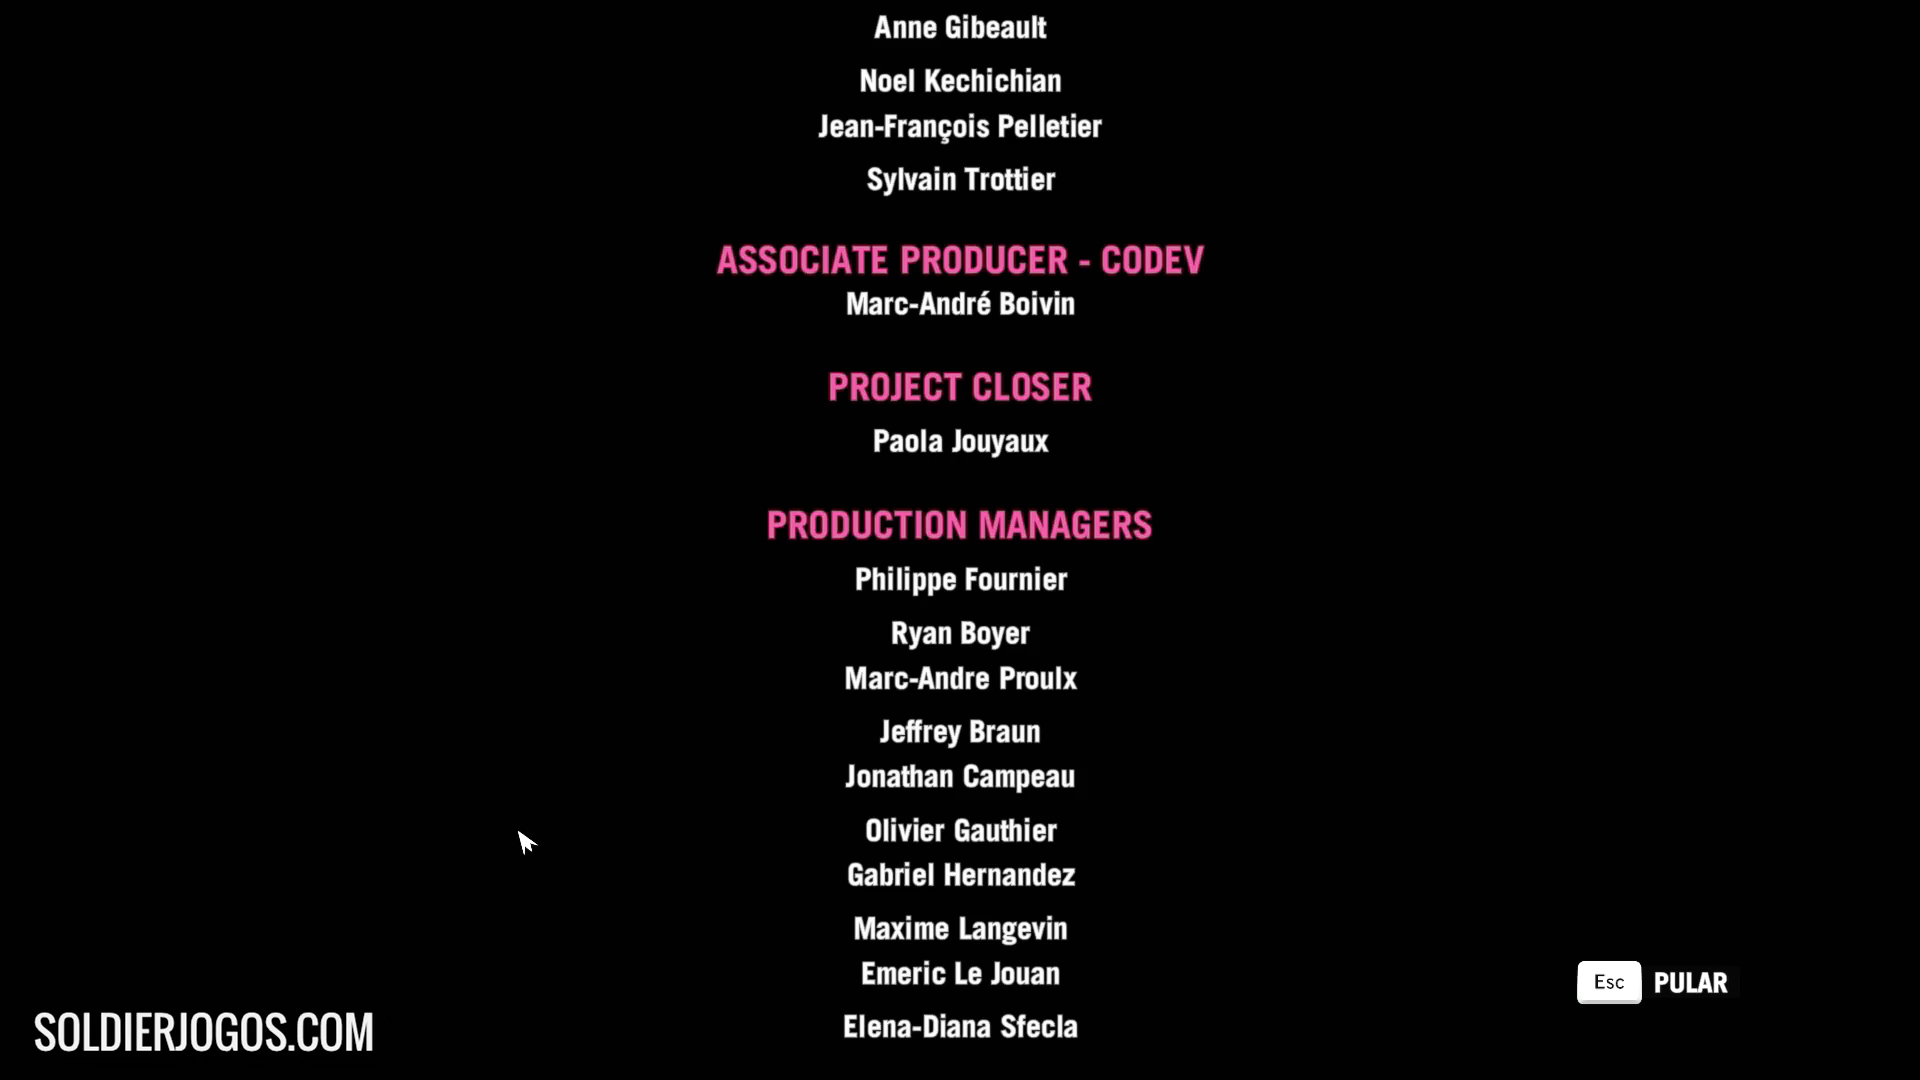 Anne Gibeault
Noel Kechichian
Jean-François Pelletier
Sylvain Trottier
ASSOCIATE PRODUCER - CODEV
Marc-André Boivin
PROJECT CLOSER
Paola Jouyaux
PRODUCTION MANAGERS
Philippe Fournier
Ryan Boyer
Marc-Andre Proulx
Jeffrey Braun
Jonathan Campeau
Olivier Gauthier
Gabriel Hernandez
Maxime Langevin
Emeric Le Jouan
Elena-Diana Sfecla
Esc PULAR
SOLDIERJOGOS.COM